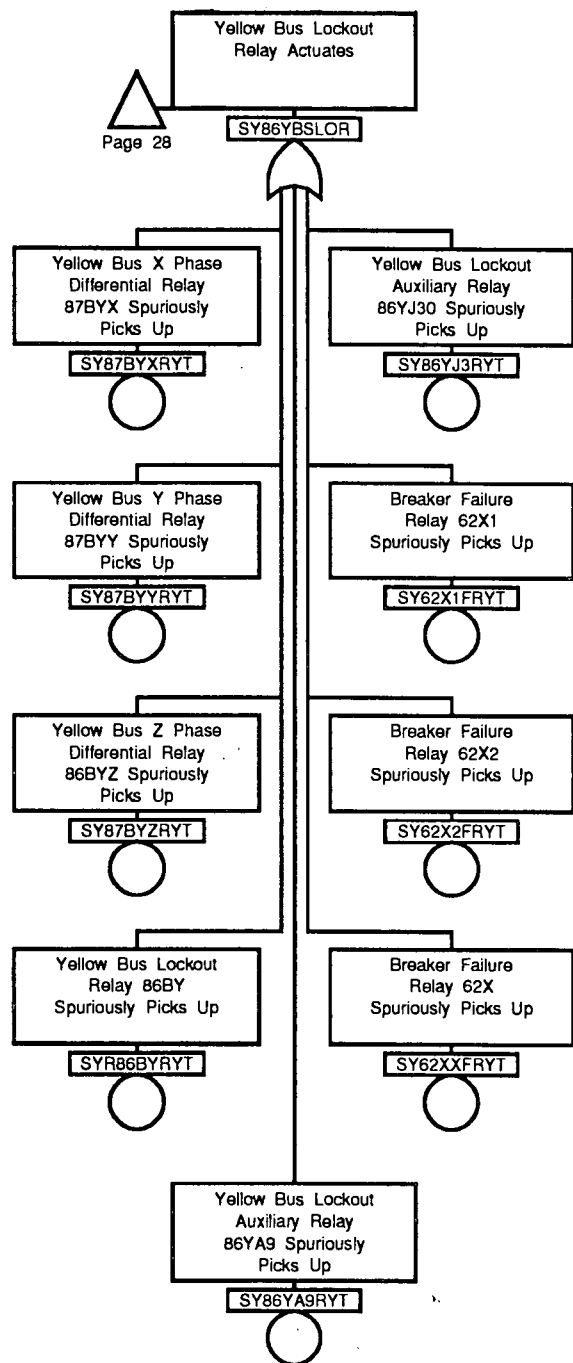 Yellow Bus Lockout
Relay Actuates
Page 28
SY86YBSLOR
Yellow Bus X Phase
Differential Relay
87BYX Spuriously
Picks Up
SY87BYXRYT
Yellow Bus Lockout
Auxiliary Relay
86YJ30 Spuriously
Picks Up
SY86YJ3RYT
Yellow Bus Y Phase
Differential Relay
87BYY Spuriously
Picks Up
SY87BYYRYT
Breaker Failure
Relay 62X1
Spuriously Picks Up
SY62X1FRYT
Yellow Bus Z Phase
Differential Relay
86BYZ Spuriously
Picks Up
SY87BYZRYT
Breaker Failure
Relay 62X2
Spuriously Picks Up
SY62X2FRYT
Yellow Bus Lockout
Relay 86BY
Spuriously Picks Up
SYR86BYRYT
Breaker Failure
Relay 62X
Spuriously Picks Up
SY62XXFRYT
Yellow Bus Lockout
Auxiliary Relay
86YA9 Spuriously
Picks Up
SY86YA9RYT